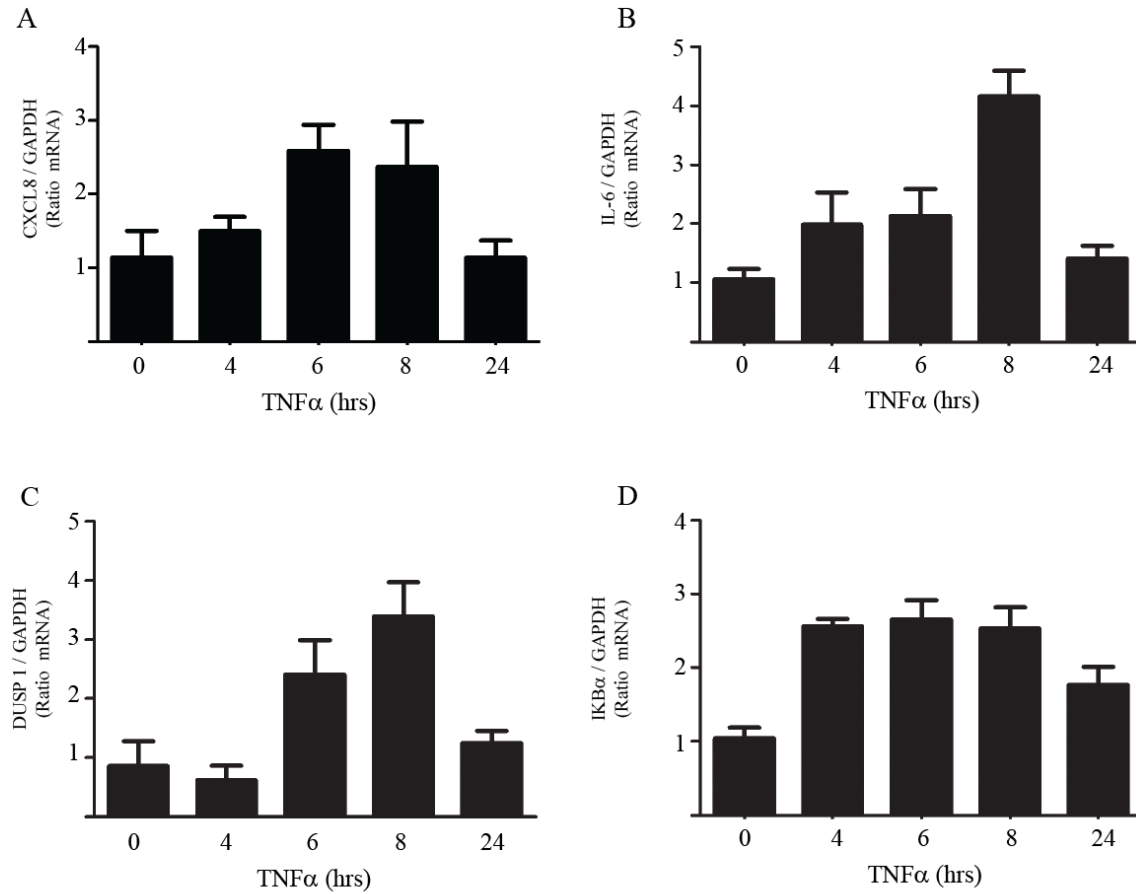 A
CXCL8 / GAPDH
(Ratio mRNA)
4
3
2
1
0 4 6 8 24
TNFα (hrs)
B
IL-6 / GAPDH
(Ratio mRNA)
5
4
3
2
1
0 4 6 8 24
TNFα (hrs)
C
DUSP 1 / GAPDH
(Ratio mRNA)
5
4
3
2
1
0 4 6 8 24
TNFα (hrs)
D
IKBα / GAPDH
(Ratio mRNA)
4
3
2
1
0 4 6 8 24
TNFα (hrs)